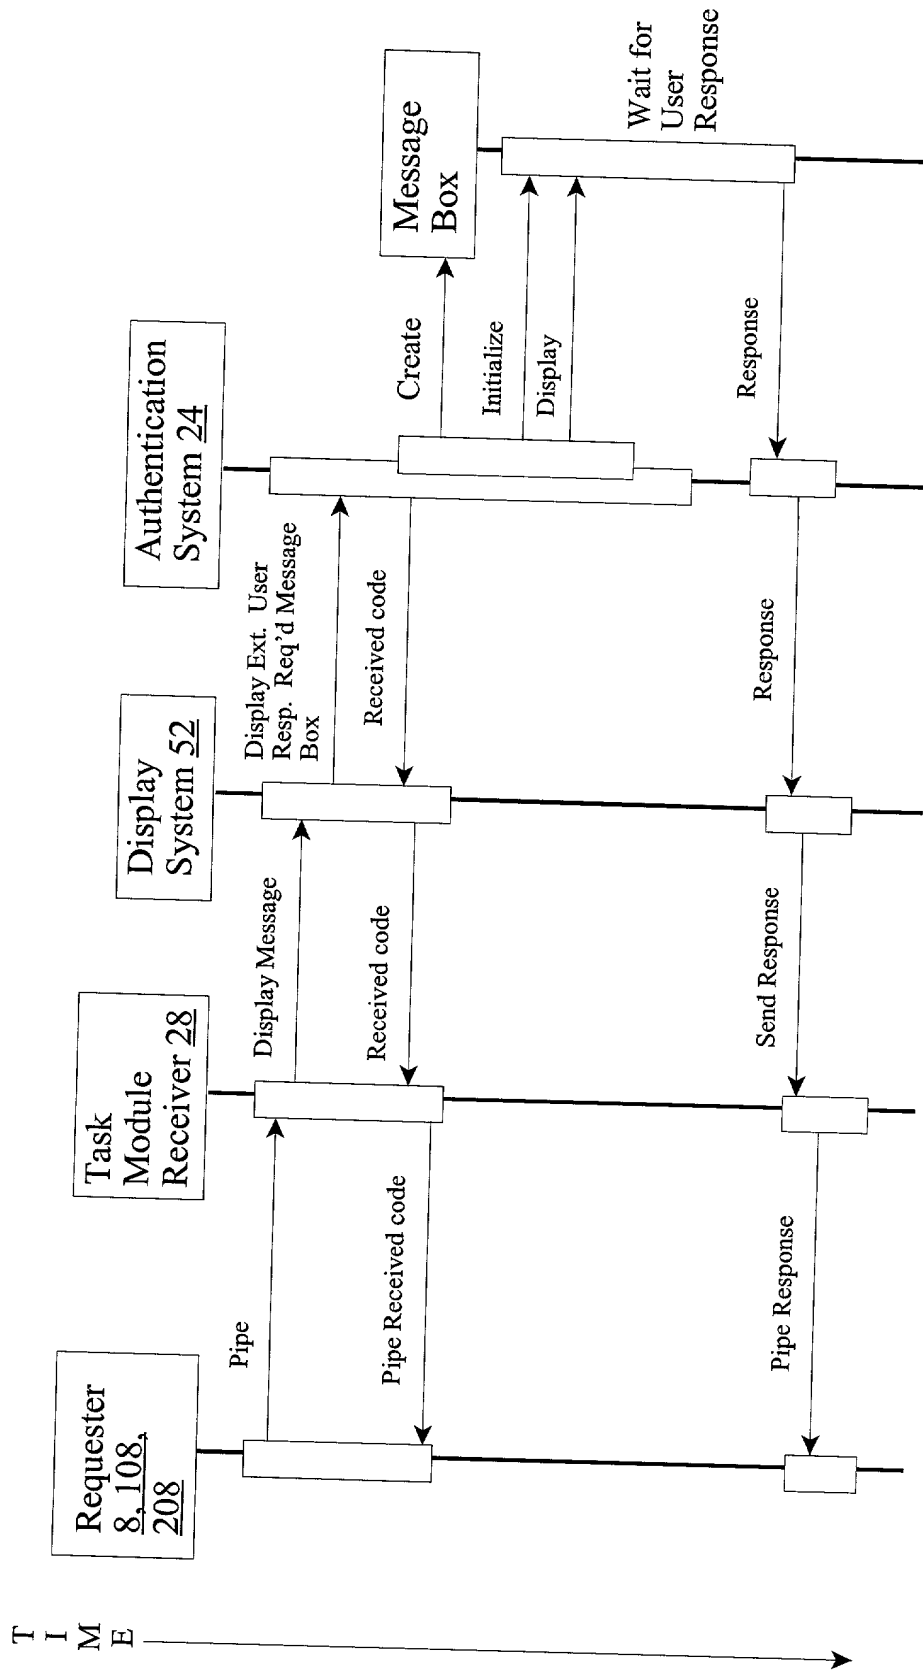 T
I
M
E
Requester
8, 108,
208
Task
Module
Receiver 28
Display
System 52
Authentication
System 24
Message
Box
Pipe
Display Message
Display Ext. User
Resp. Req'd Message
Box
Received code
Received code
Pipe Received code
Create
Initialize
Display
Wait for
User
Response
Response
Response
Send Response
Pipe Response